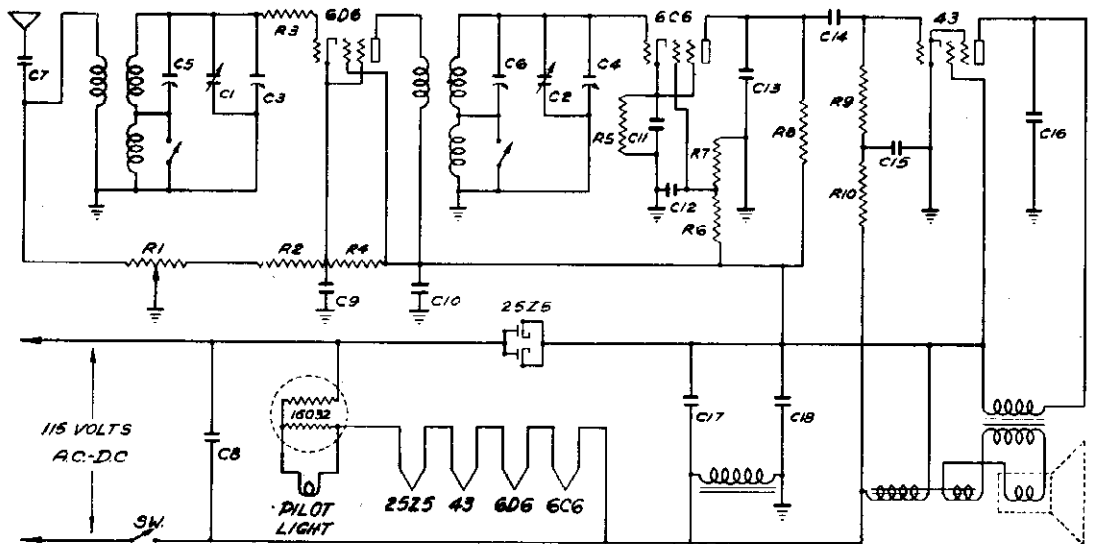 6D6
6C6
43
C14
R3
C7
C5
C1
C3
C6
C2
C4
C13
R5
C11
R7
R8
R9
C15
C16
C12
R6
R10
R1
R2
R4
C9
C10
25Z5
115 VOLTS
A.C.-D.C
C8
16032
C17
C18
PILOT
LIGHT
25Z5
43
6D6
6C6
SW.